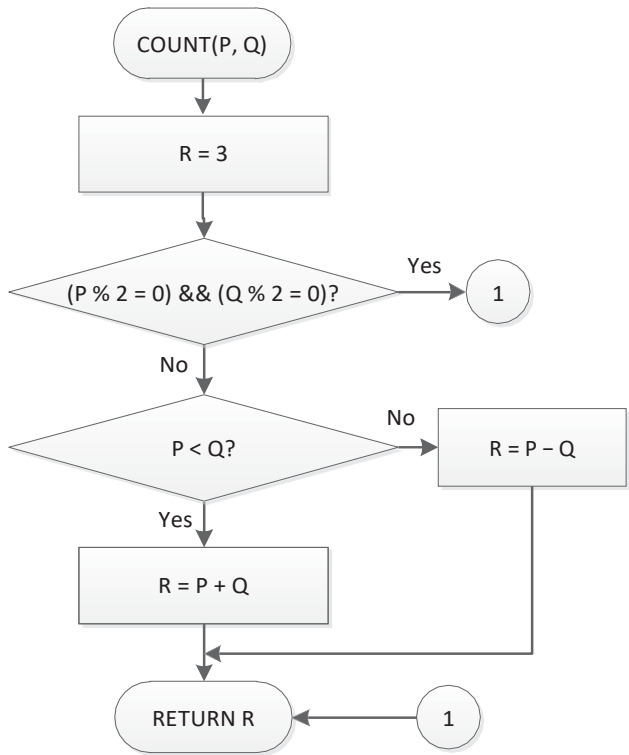 COUNT(P, Q)
R = 3
(P % 2 = 0) && (Q % 2 = 0)?
Yes
1
No
P < Q?
No
R = P − Q
Yes
R = P + Q
RETURN R
1